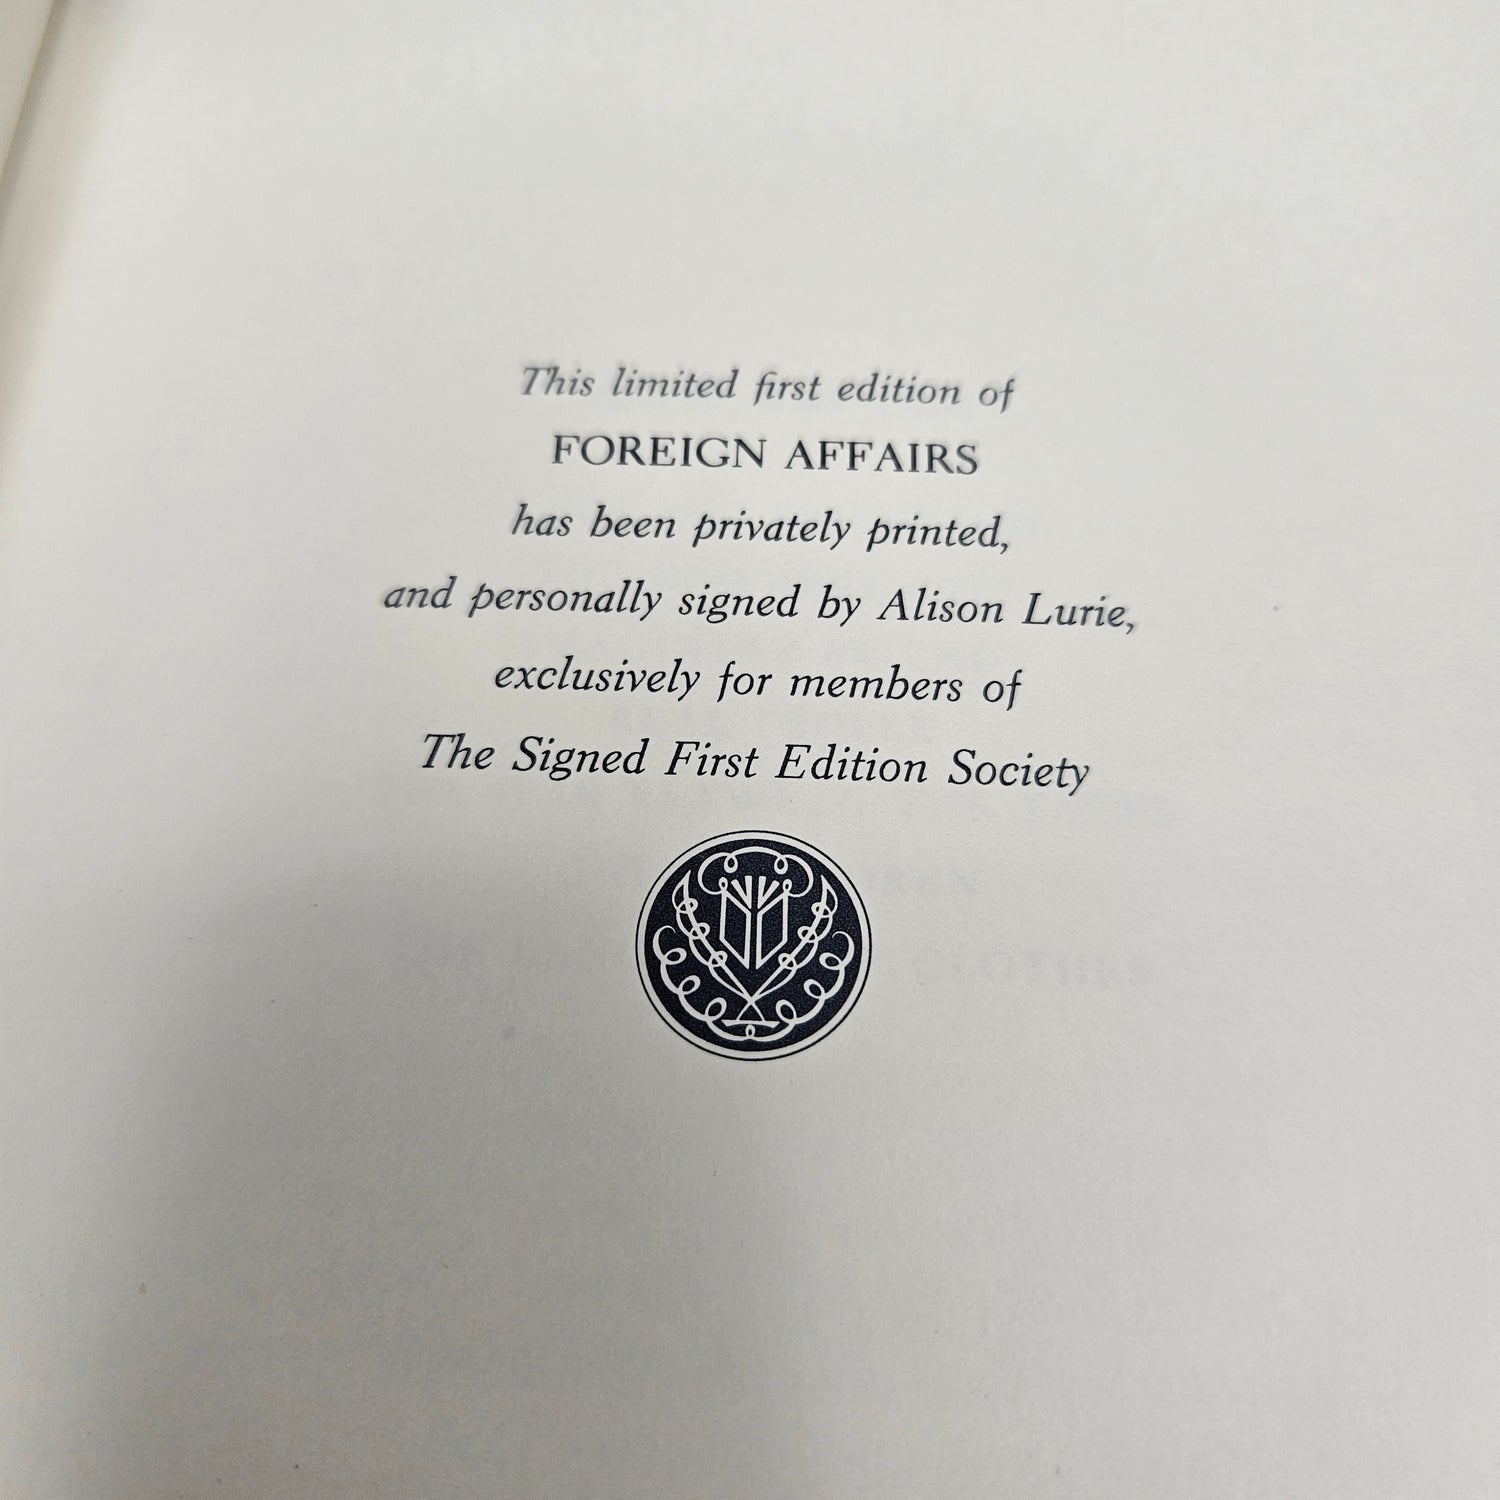 This limited first edition of
FOREIGN AFFAIRS
has been privately printed,
and personally signed by Alison Lurie,
exclusively for members of
The Signed First Edition Society